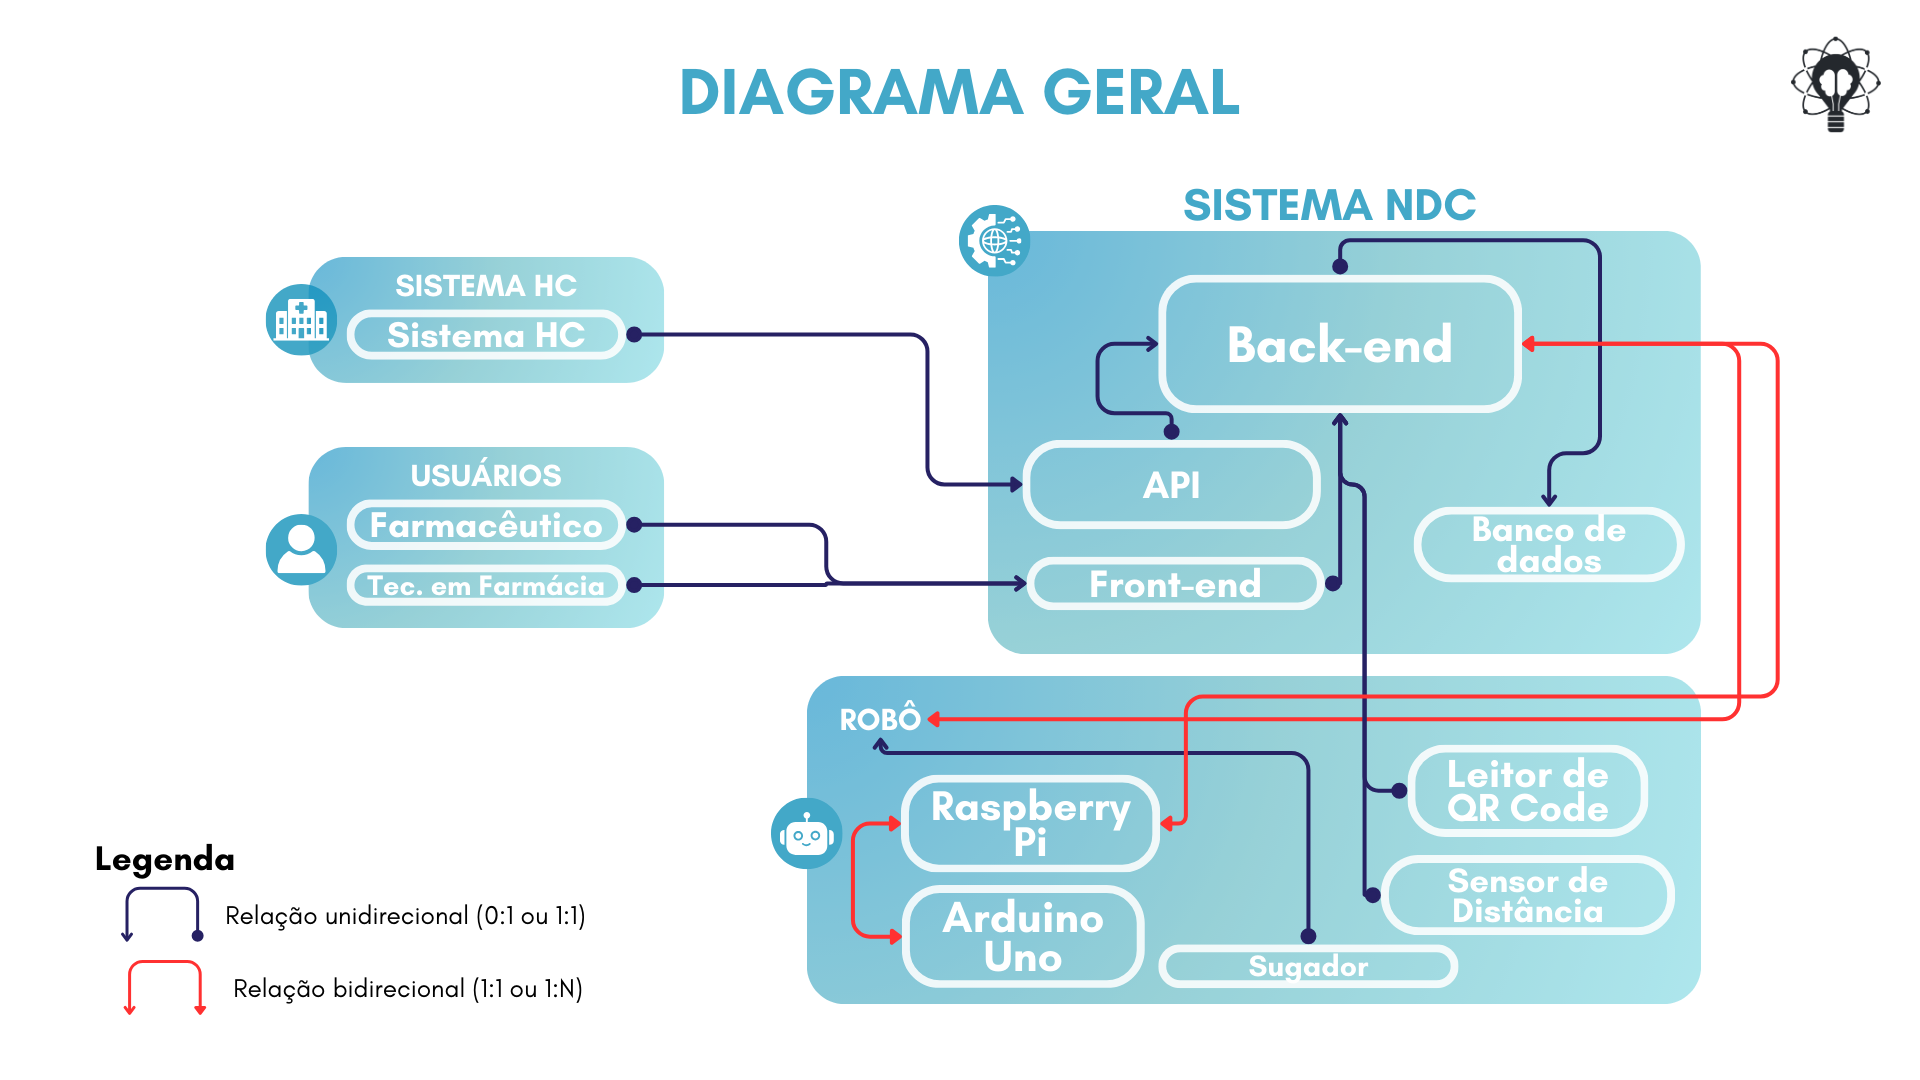 DIAGRAMA GERAL
SISTEMA NDC
SISTEMA HC
Sistema HC
USUÁRIOS
Farmacêutico
Tec. em Farmácia
Back-end
API
Front-end
Banco de
dados
ROBÔ
Raspberry
Pi
Arduino
Uno
Sugador
Leitor de
QR Code
Sensor de
Distância
Legenda
Relação unidirecional (0:1 ou 1:1)
Relação bidirecional (1:1 ou 1:N)